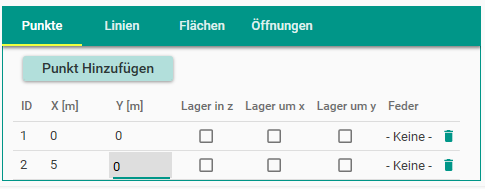 Punkte Linien Flächen Öffnungen
Punkt Hinzufügen
ID X [m] Y [m] Lager in z Lager um x Lager um y Feder
1 0 0 - Keine -
2 5 0 - Keine -